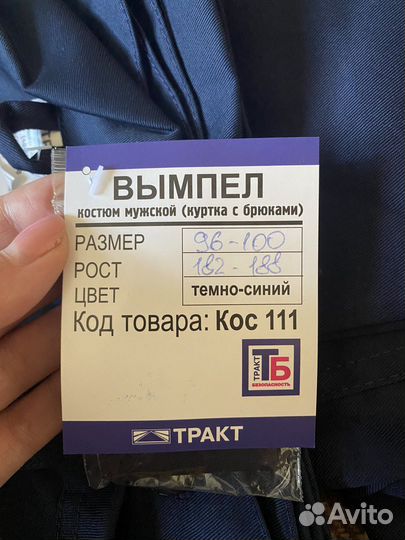 ВЫМПЕЛ
костюм мужской (куртка с брюками)
РАЗМЕР 96-100
РОСТ 182-188
ЦВЕТ темно-синий
Код товара: Кос 111
ТРАКТ ТБ
БЕЗОПАСНОСТЬ
ТРАКТ
Avito